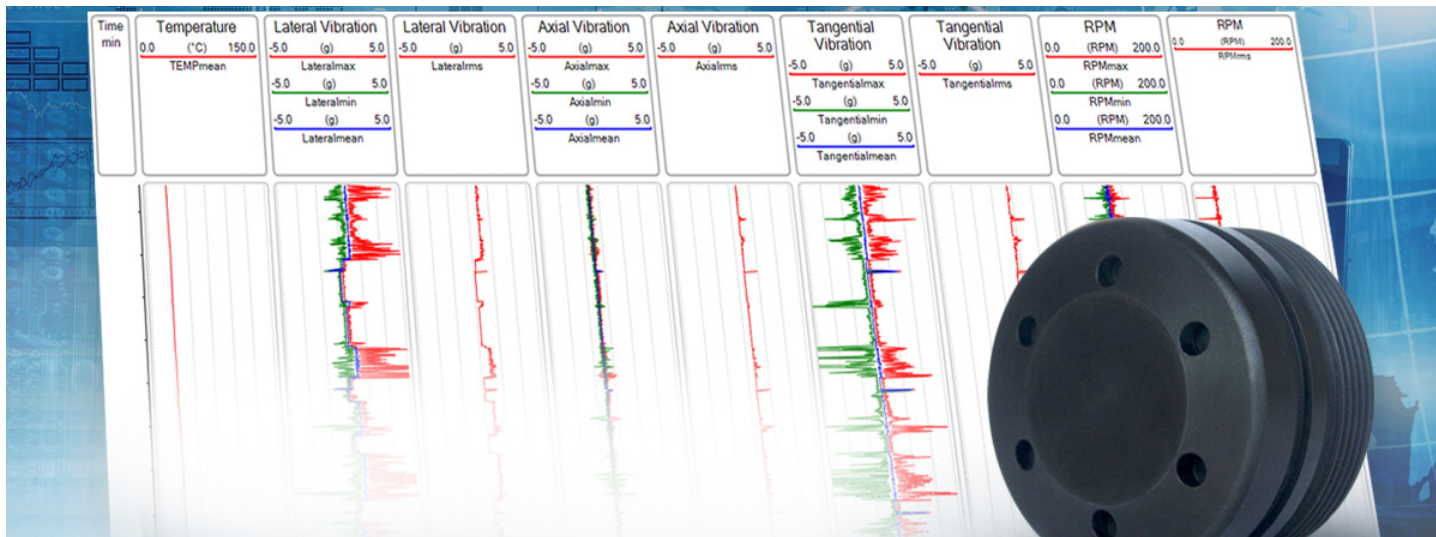 Time
min
Temperature
0.0 (°C) 150.0
TEMPmean
Lateral Vibration
-5.0 (g) 5.0
Lateralmax
-5.0 (g) 5.0
Lateralmin
-5.0 (g) 5.0
Lateralmean
Lateral Vibration
-5.0 (g) 5.0
Lateralrms
Axial Vibration
-5.0 (g) 5.0
Axialmax
-5.0 (g) 5.0
Axialmin
-5.0 (g) 5.0
Axialmean
Axial Vibration
-5.0 (g) 5.0
Axialrms
Tangential
Vibration
-5.0 (g) 5.0
Tangentialmax
-5.0 (g) 5.0
Tangentialmin
-5.0 (g) 5.0
Tangentialmean
Tangential
Vibration
-5.0 (g) 5.0
Tangentialrms
RPM
0.0 (RPM) 200.0
RPMmax
0.0 (RPM) 200.0
RPMmin
0.0 (RPM) 200.0
RPMmean
RPM
0.0 (RPM) 200.0
RPMrms